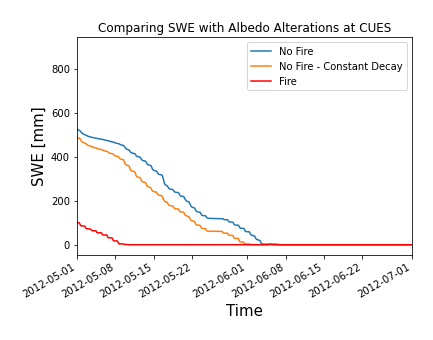 Comparing SWE with Albedo Alterations at CUES
No Fire
No Fire - Constant Decay
Fire
SWE [mm]
800
600
400
200
0
2012-05-01
2012-05-08
2012-05-15
2012-05-22
2012-06-01
2012-06-08
2012-06-15
2012-06-22
2012-07-01
Time